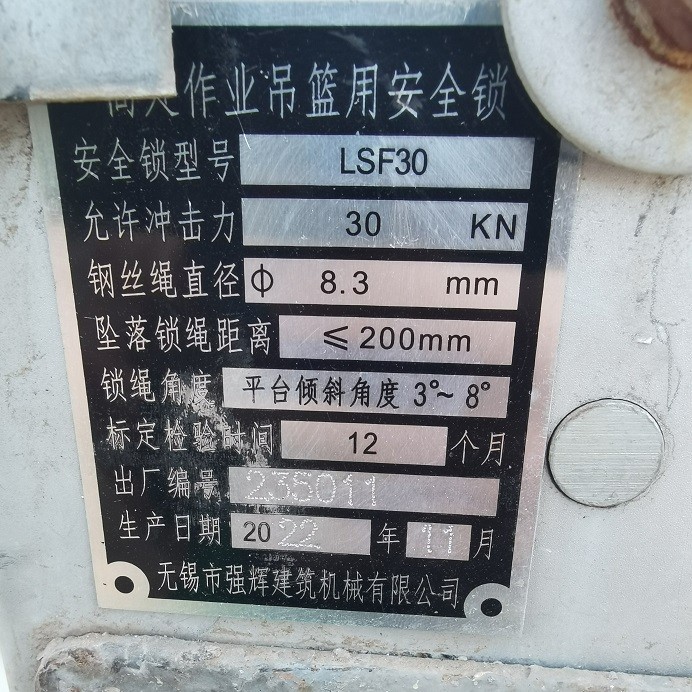 高处作业吊篮用安全锁
安全锁型号 LSF30
允许冲击力 30 KN
钢丝绳直径 ф 8.3 mm
坠落锁绳距离 ≤200mm
锁绳角度 平台倾斜角度 3°~8°
标定检验时间 12 个月
出厂编号 235011
生产日期 2022 年 11 月
无锡市强辉建筑机械有限公司